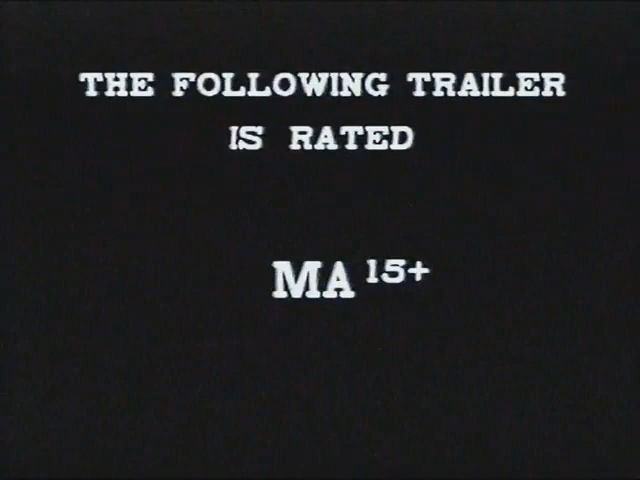 THE FOLLOWING TRAILER
IS RATED
MA 15+